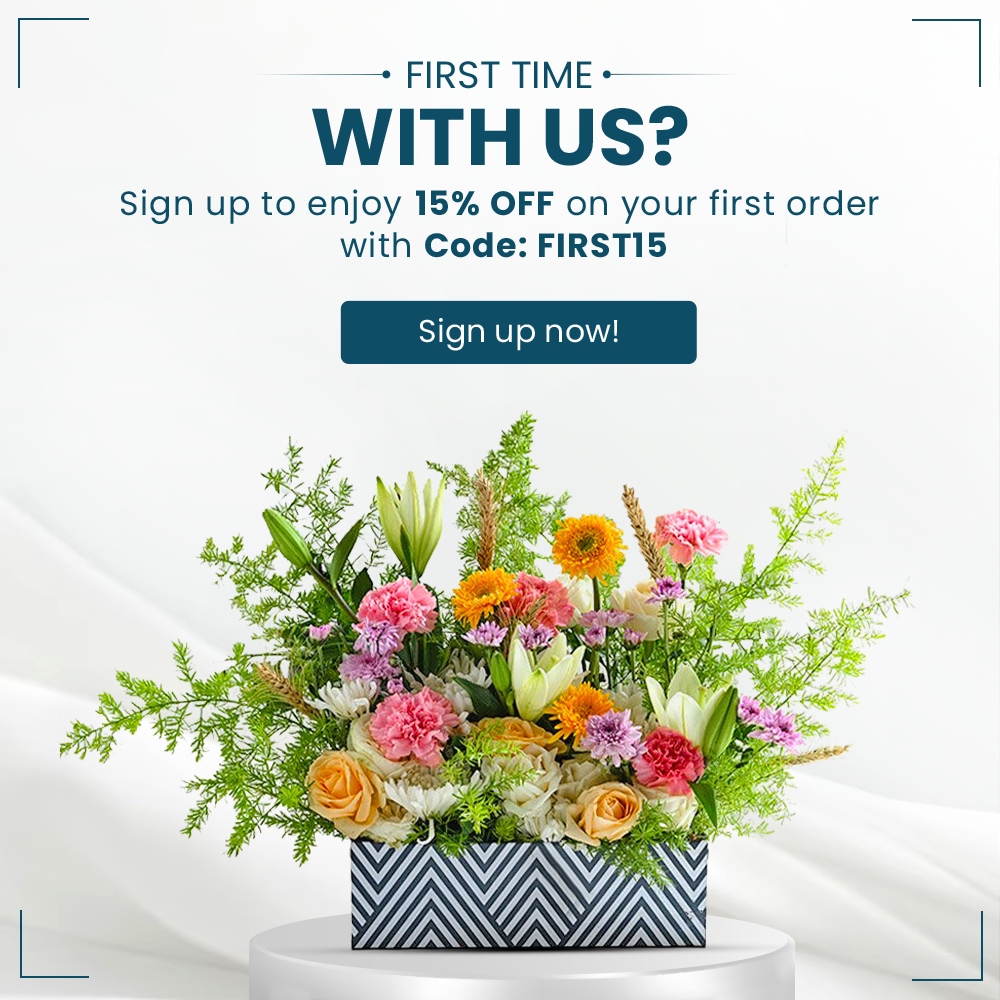 FIRST TIME
WITH US?
Sign up to enjoy 15% OFF on your first order
with Code: FIRST15
Sign up now!